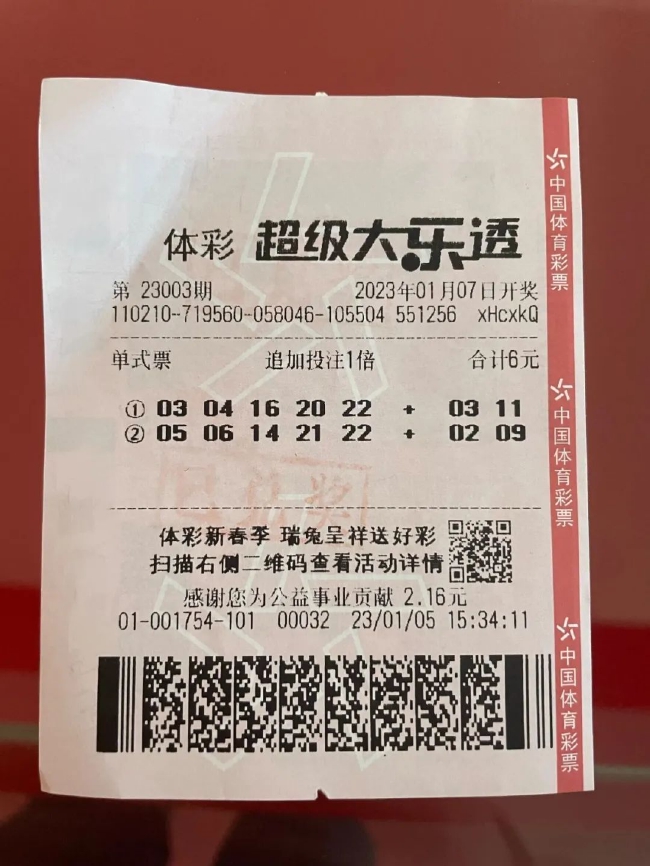 体彩 超级大乐透
第 23003期 2023年01月07日开奖
110210-719560-058046-105504 551256 xHcxkQ
单式票 追加投注1倍 合计6元
① 03 04 16 20 22 + 03 11
② 05 06 14 21 22 + 02 09
已兑奖
体彩新春季 瑞兔呈祥送好彩
扫描右侧二维码查看活动详情
感谢您为公益事业贡献 2.16元
01-001754-101 00032 23/01/05 15:34:11
中国体育彩票
中国体育彩票
中国体育彩票